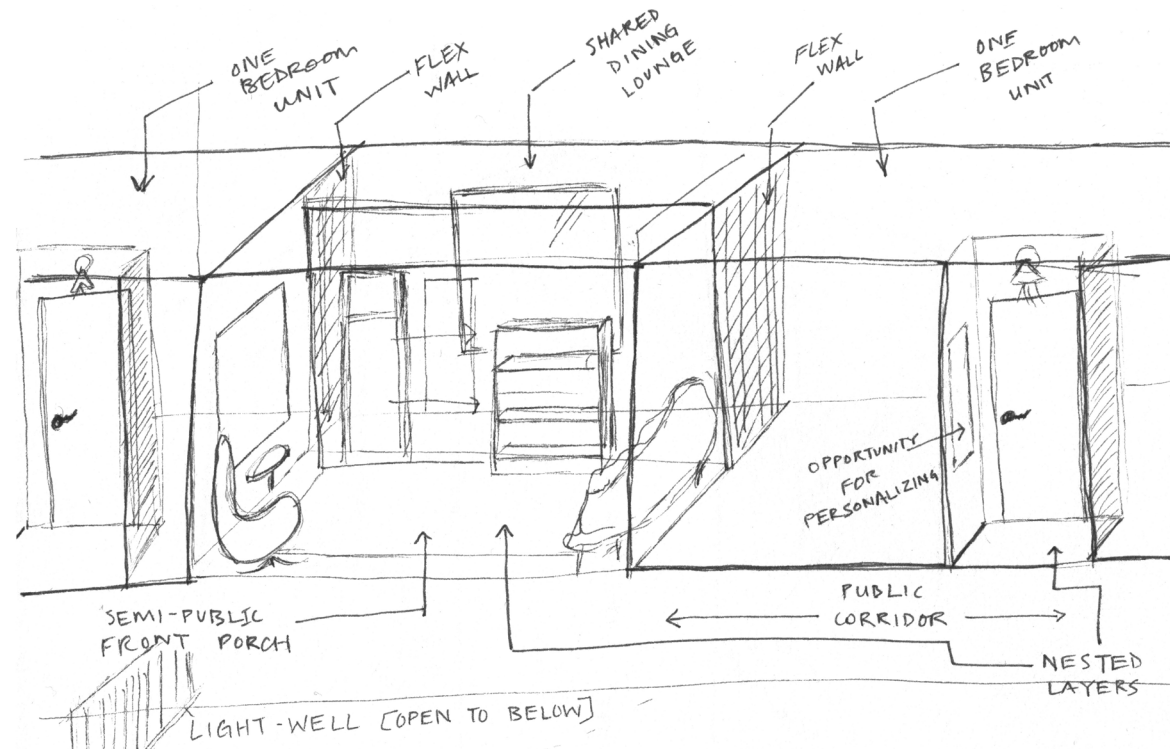 ONE
BEDROOM
UNIT
FLEX
WALL
SHARED
DINING
LOUNGE
FLEX
WALL
ONE
BEDROOM
UNIT
OPPORTUNITY
FOR
PERSONALIZING
SEMI-PUBLIC
FRONT PORCH
PUBLIC
CORRIDOR
NESTED
LAYERS
LIGHT-WELL [OPEN TO BELOW]